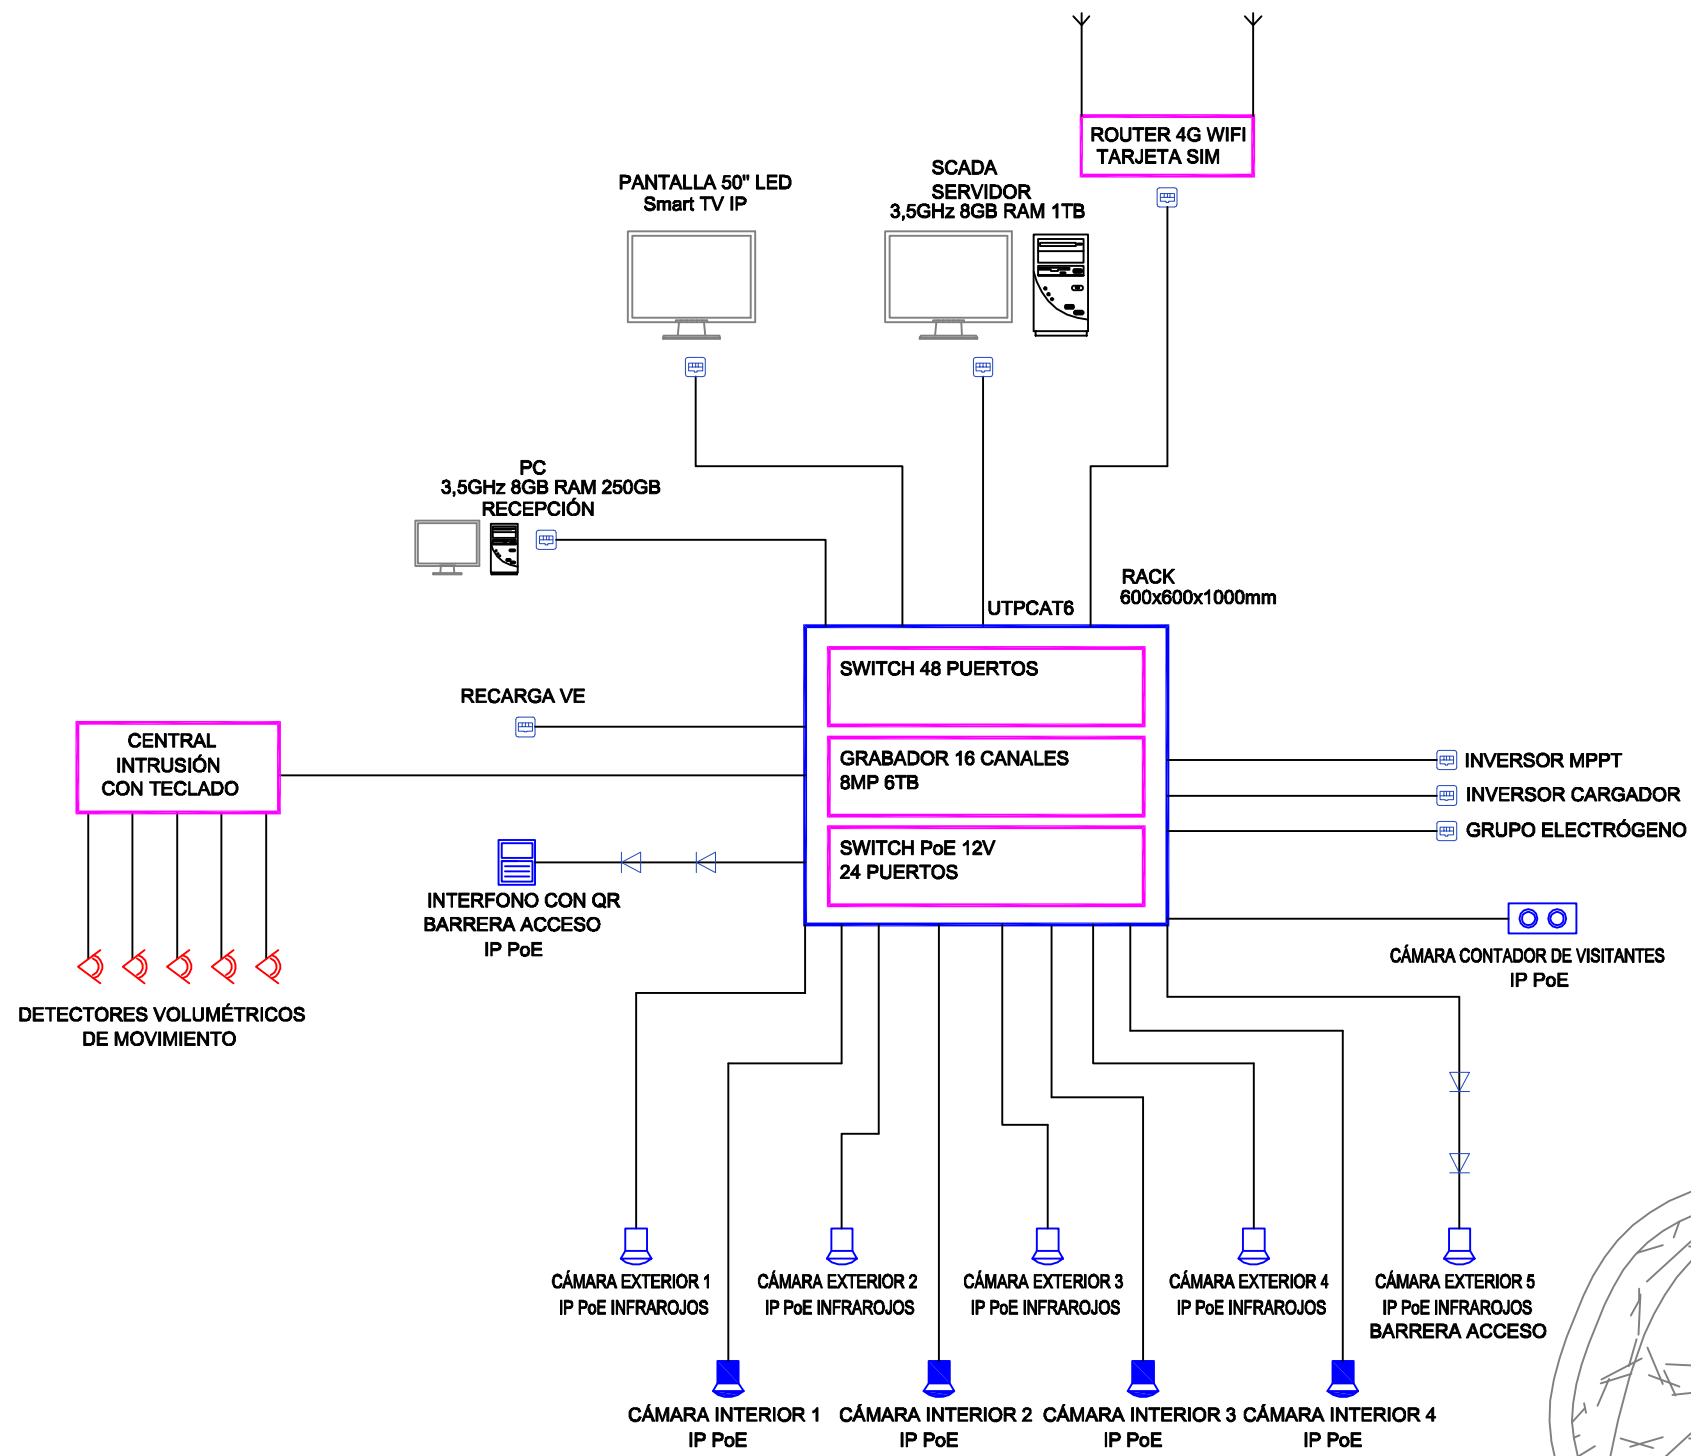 ROUTER 4G WIFI
TARJETA SIM
PANTALLA 50" LED
Smart TV IP
SCADA
SERVIDOR
3,5GHz 8GB RAM 1TB
PC
3,5GHz 8GB RAM 250GB
RECEPCIÓN
RACK
600x600x1000mm
UTPCAT6
SWITCH 48 PUERTOS
GRABADOR 16 CANALES
8MP 6TB
SWITCH PoE 12V
24 PUERTOS
RECARGA VE
CENTRAL
INTRUSIÓN
CON TECLADO
INVERSOR MPPT
INVERSOR CARGADOR
GRUPO ELECTRÓGENO
INTERFONO CON QR
BARRERA ACCESO
IP PoE
CÁMARA CONTADOR DE VISITANTES
IP PoE
DETECTORES VOLUMÉTRICOS
DE MOVIMIENTO
CÁMARA EXTERIOR 1
IP PoE INFRAROJOS
CÁMARA EXTERIOR 2
IP PoE INFRAROJOS
CÁMARA EXTERIOR 3
IP PoE INFRAROJOS
CÁMARA EXTERIOR 4
IP PoE INFRAROJOS
CÁMARA EXTERIOR 5
IP PoE INFRAROJOS
BARRERA ACCESO
CÁMARA INTERIOR 1
IP PoE
CÁMARA INTERIOR 2
IP PoE
CÁMARA INTERIOR 3
IP PoE
CÁMARA INTERIOR 4
IP PoE